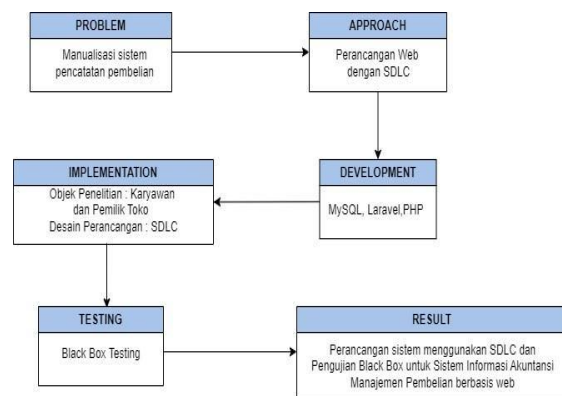 PROBLEM
Manualisasi sistem
pencatatan pembelian
APPROACH
Perancangan Web
dengan SDLC
DEVELOPMENT
MySQL, Laravel,PHP
IMPLEMENTATION
Objek Penelitian : Karyawan
dan Pemilik Toko
Desain Perancangan : SDLC
TESTING
Black Box Testing
RESULT
Perancangan sistem menggunakan SDLC dan
Pengujian Black Box untuk Sistem Informasi Akuntansi
Manajemen Pembelian berbasis web